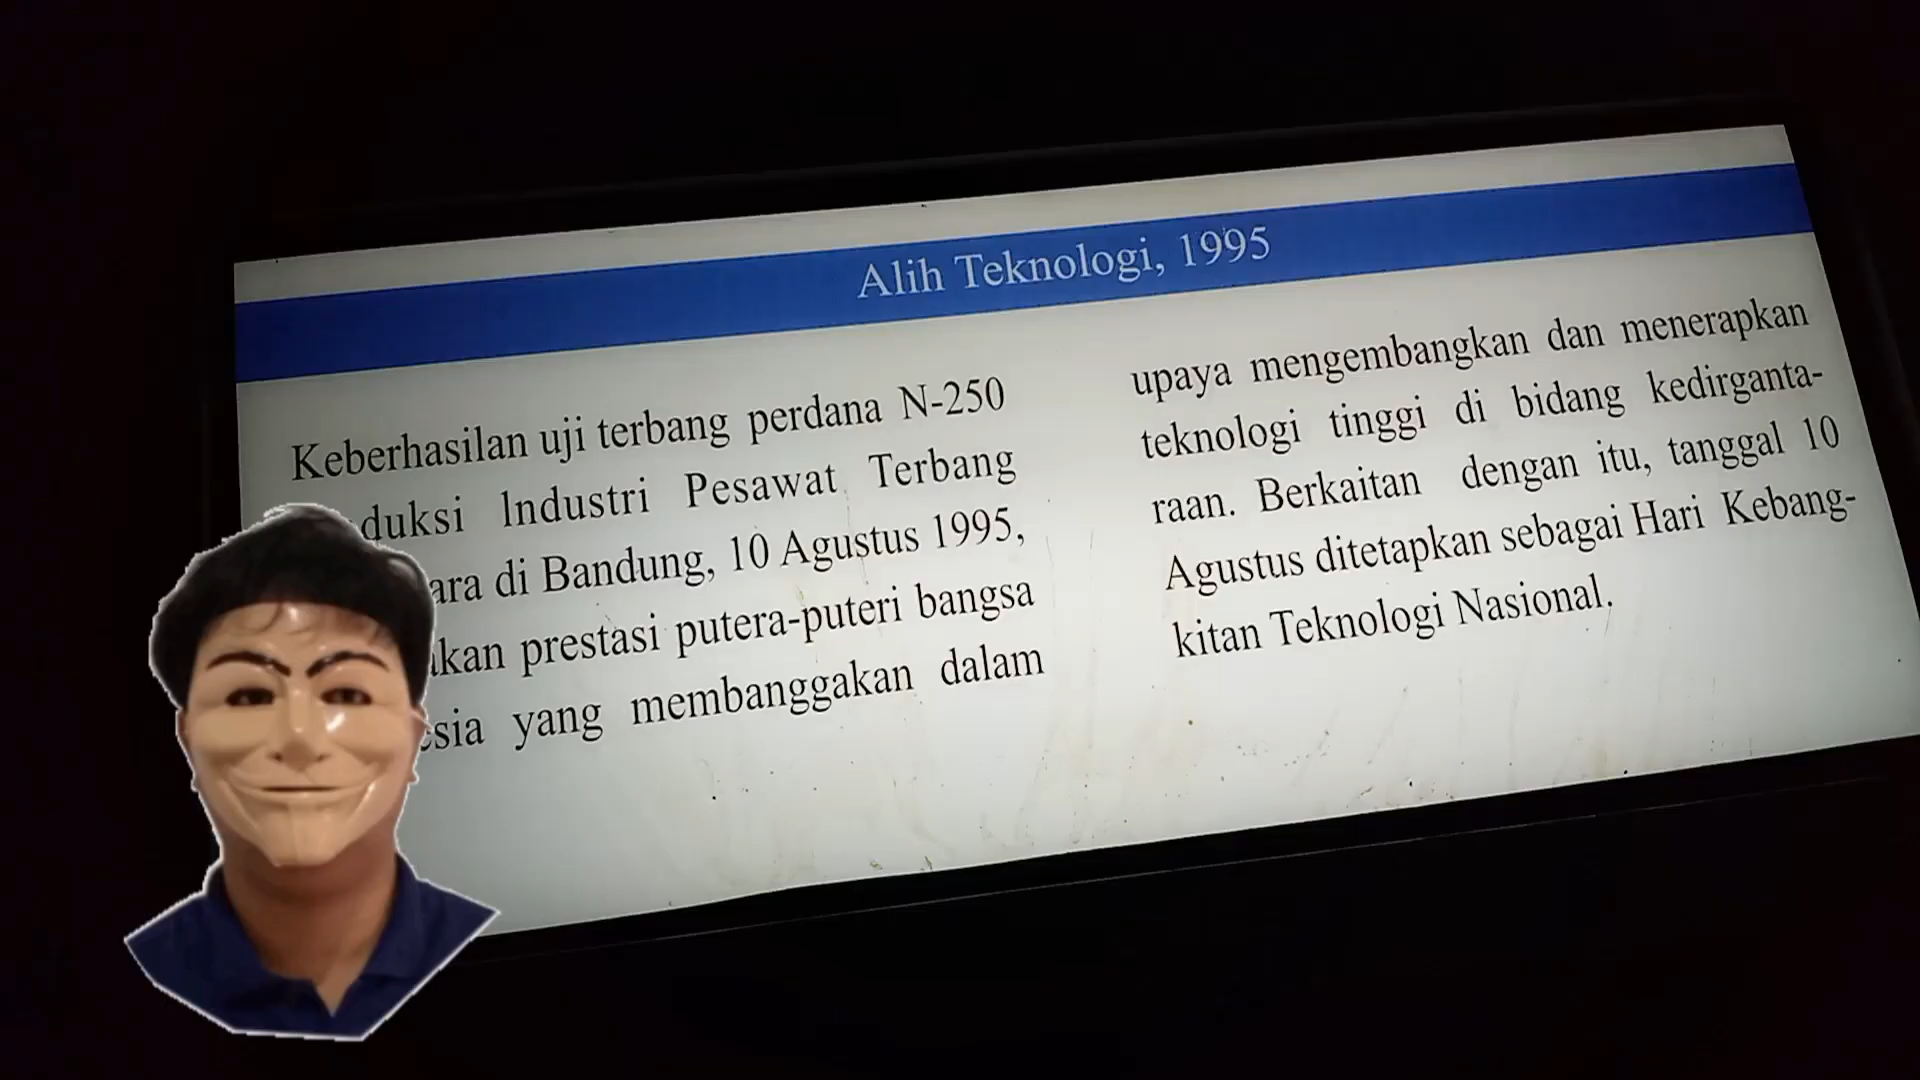 Alih Teknologi, 1995
Keberhasilan uji terbang perdana N-250
duksi Industri Pesawat Terbang
ara di Bandung, 10 Agustus 1995,
kan prestasi putera-puteri bangsa
sia yang membanggakan dalam
upaya mengembangkan dan menerapkan
teknologi tinggi di bidang kedirganta-
raan. Berkaitan dengan itu, tanggal 10
Agustus ditetapkan sebagai Hari Kebang-
kitan Teknologi Nasional.